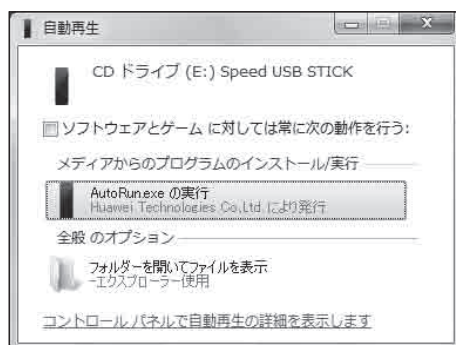 自動再生
CD ドライブ (E:) Speed USB STICK
ソフトウェアとゲーム に対しては常に次の動作を行う:
メディアからのプログラムのインストール/実行
AutoRun.exe の実行
Huawei Technologies Co.,Ltd. により発行
全般 のオプション
フォルダーを開いてファイルを表示
-エクスプローラー使用
コントロール パネルで自動再生の詳細を表示します